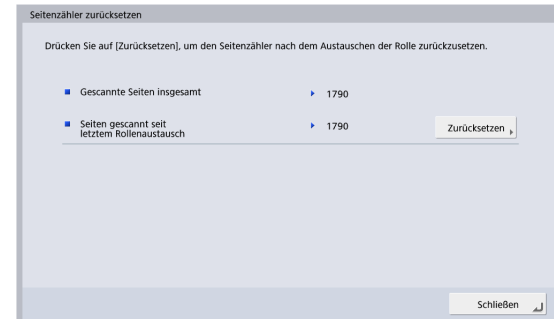 Seitenzähler zurücksetzen
Drücken Sie auf [Zurücksetzen], um den Seitenzähler nach dem Austauschen der Rolle zurückzusetzen.
Gescannte Seiten insgesamt 1790
Seiten gescannt seit
letztem Rollenaustausch 1790 Zurücksetzen
Schließen